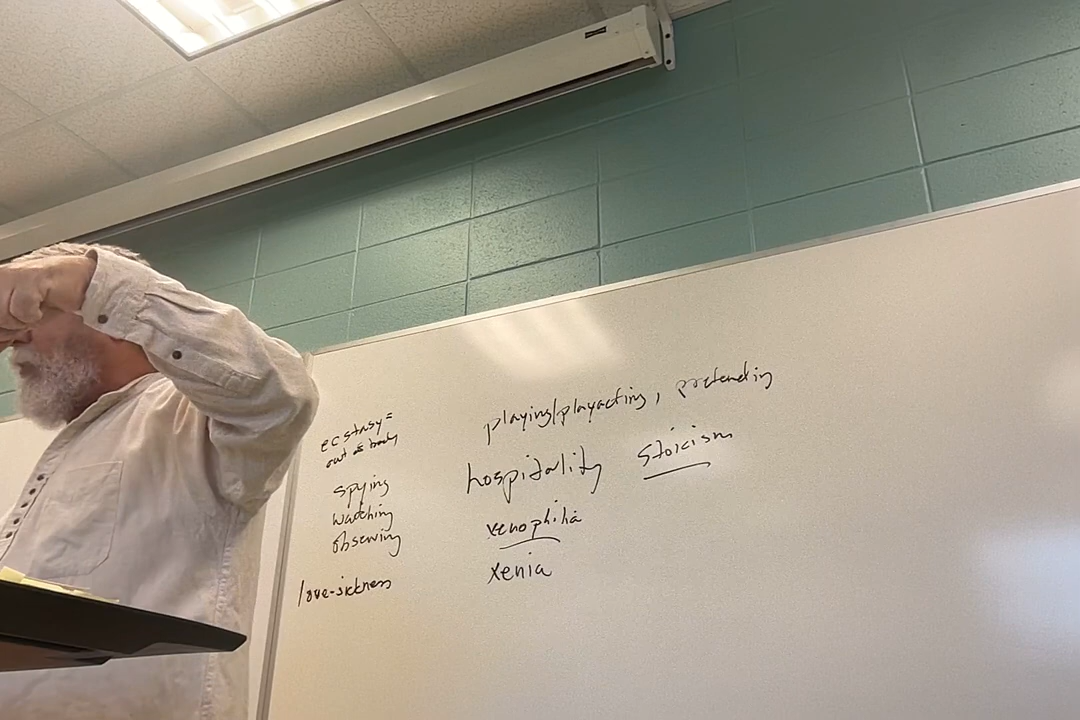 ecstasy =
out of body
spying
watching
observing
love-sickness
playing/playacting, pretending
hospitality stoicism
xenophilia
xenia